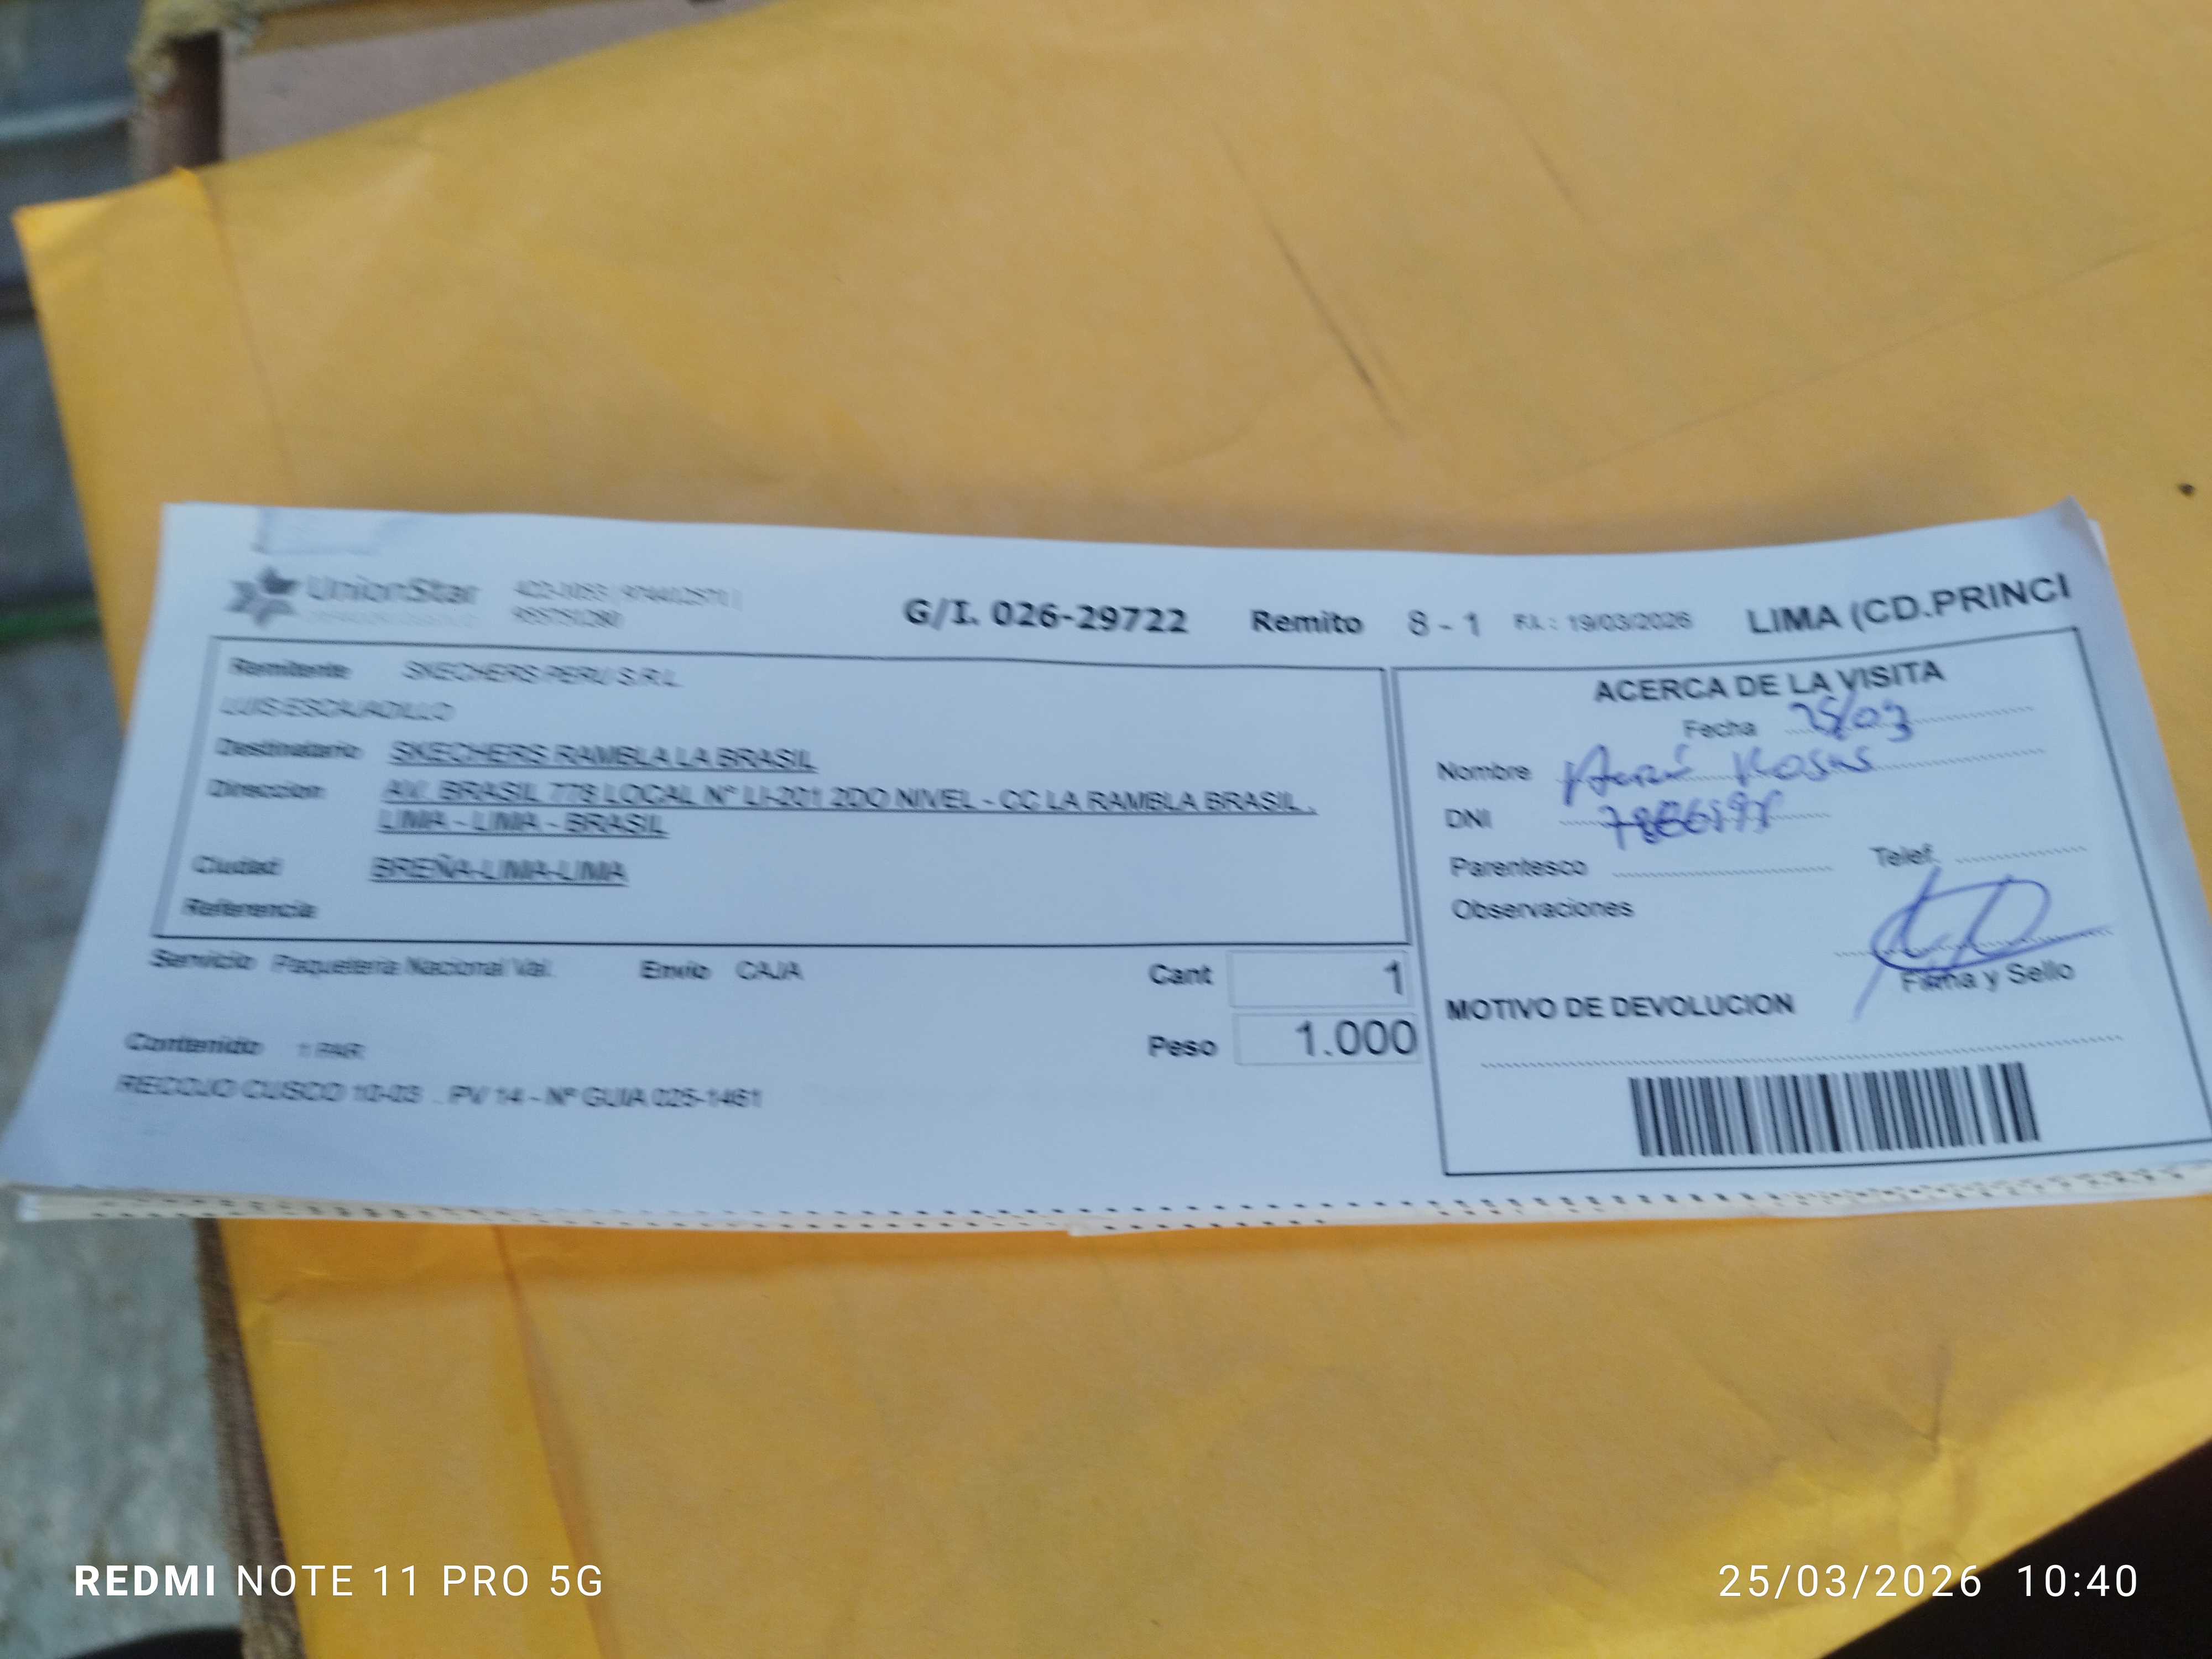 UnionStar
G/I. 026-29722 Remito 8 - 1 F.I. : 19/03/2026 LIMA (CD.PRINCI
Remitente SKECHERS PERU S.R.L
LUIS ESCAJADILLO
Destinatario SKECHERS RAMBLA LA BRASIL
Direccion AV. BRASIL 778 LOCAL N° LI-201 2DO NIVEL - CC LA RAMBLA BRASIL .
LIMA - LIMA - BRASIL
Ciudad BREÑA-LIMA-LIMA
Referencia
Servicio Paqueteria Nacional Val. Envio CAJA Cant 1
Peso 1.000
Contenido 1 PAR
RECOJO CUSCO 10-03 . PV 14 - N° GUIA 025-1461
ACERCA DE LA VISITA
Fecha 25/03
Nombre Rosas
DNI
Parentesco Telef.
Observaciones
Firma y Sello
MOTIVO DE DEVOLUCION
REDMI NOTE 11 PRO 5G
25/03/2026 10:40